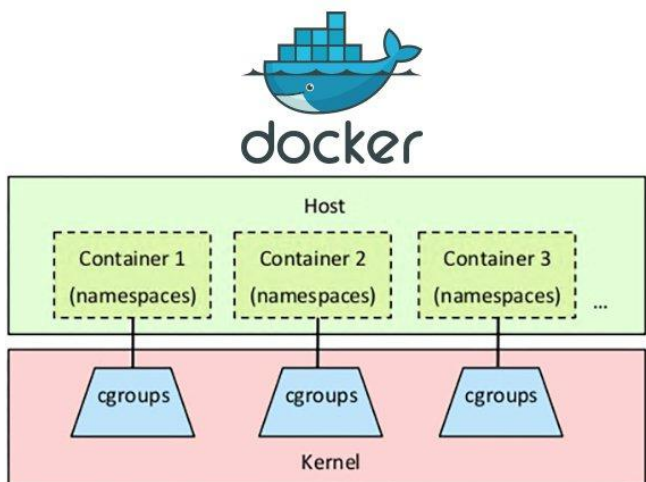 docker
Host
Container 1
(namespaces)
Container 2
(namespaces)
Container 3
(namespaces)
...
cgroups
cgroups
cgroups
Kernel